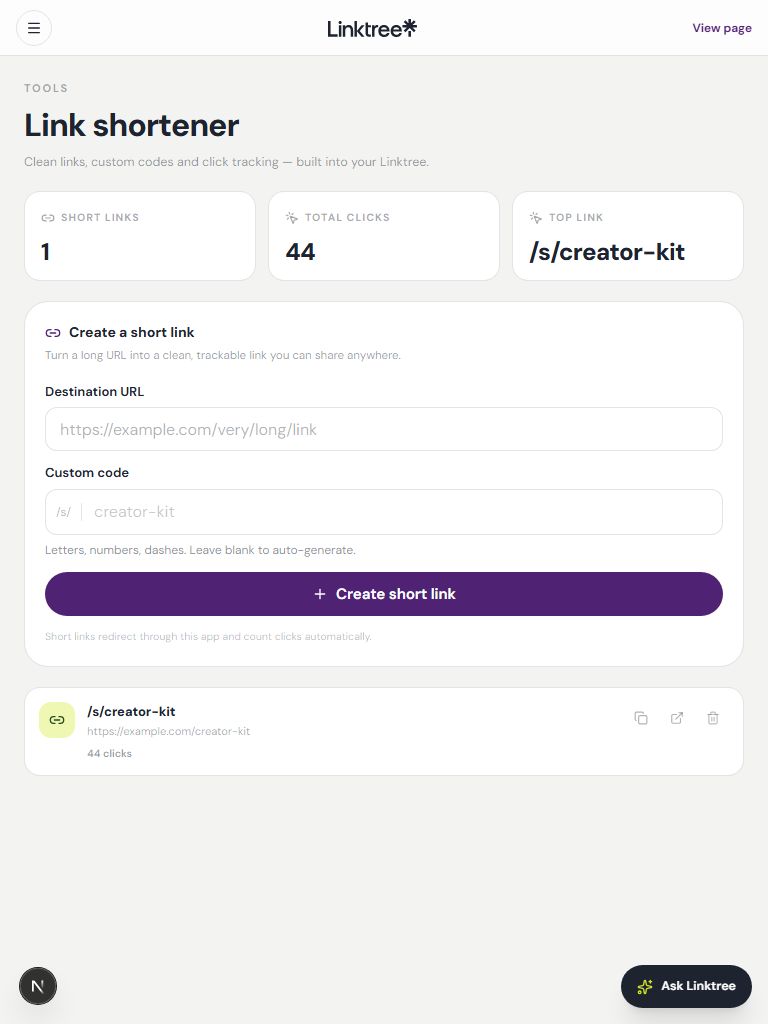 Linktree
View page
TOOLS
Link shortener
Clean links, custom codes and click tracking — built into your Linktree.
SHORT LINKS
1
TOTAL CLICKS
44
TOP LINK
/s/creator-kit
Create a short link
Turn a long URL into a clean, trackable link you can share anywhere.
Destination URL
https://example.com/very/long/link
Custom code
/s/ creator-kit
Letters, numbers, dashes. Leave blank to auto-generate.
+ Create short link
Short links redirect through this app and count clicks automatically.
/s/creator-kit
https://example.com/creator-kit
44 clicks
N
Ask Linktree